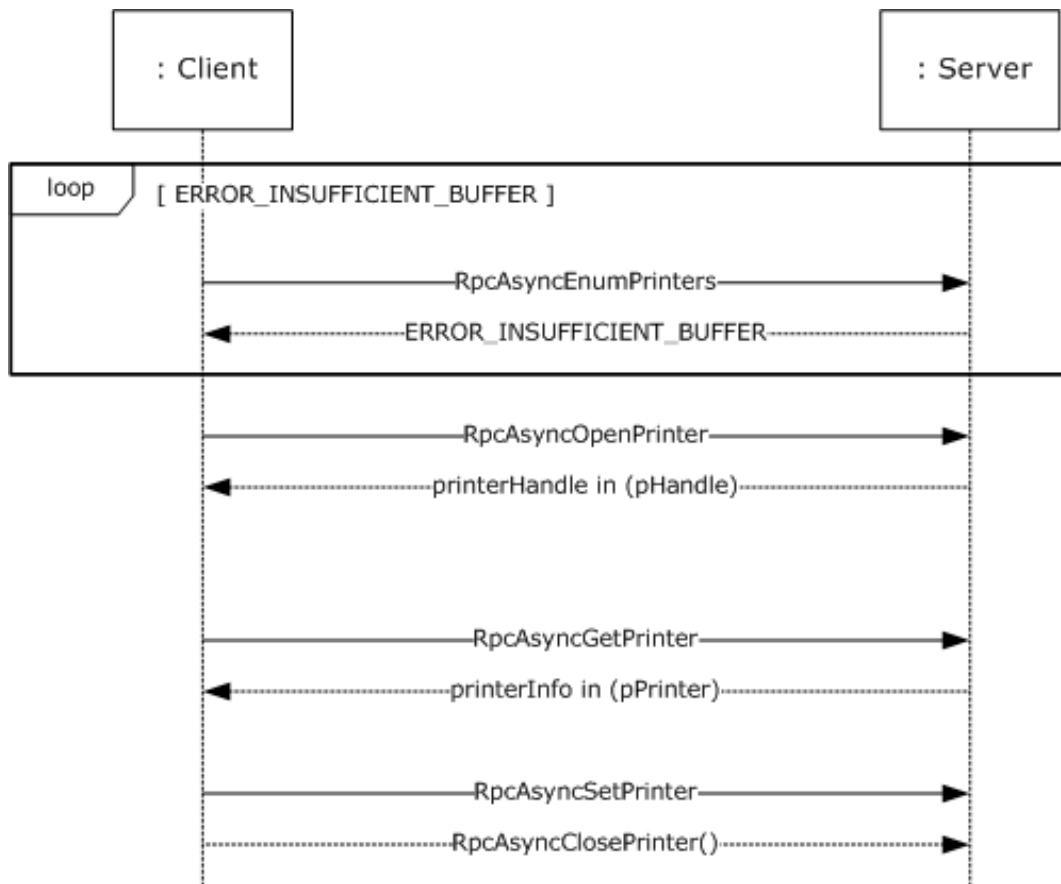 : Client
: Server
loop
[ ERROR_INSUFFICIENT_BUFFER ]
RpcAsyncEnumPrinters
ERROR_INSUFFICIENT_BUFFER
RpcAsyncOpenPrinter
printerHandle in (pHandle)
RpcAsyncGetPrinter
printerInfo in (pPrinter)
RpcAsyncSetPrinter
RpcAsyncClosePrinter()